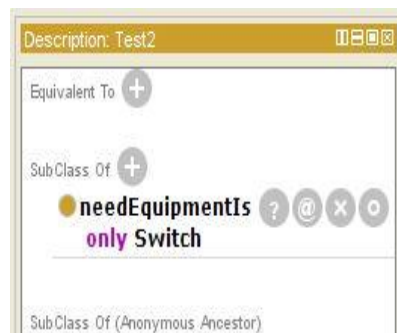 Description: Test2
Equivalent To
SubClass Of
needEquipmentIs
only Switch
SubClass Of (Anonymous Ancestor)